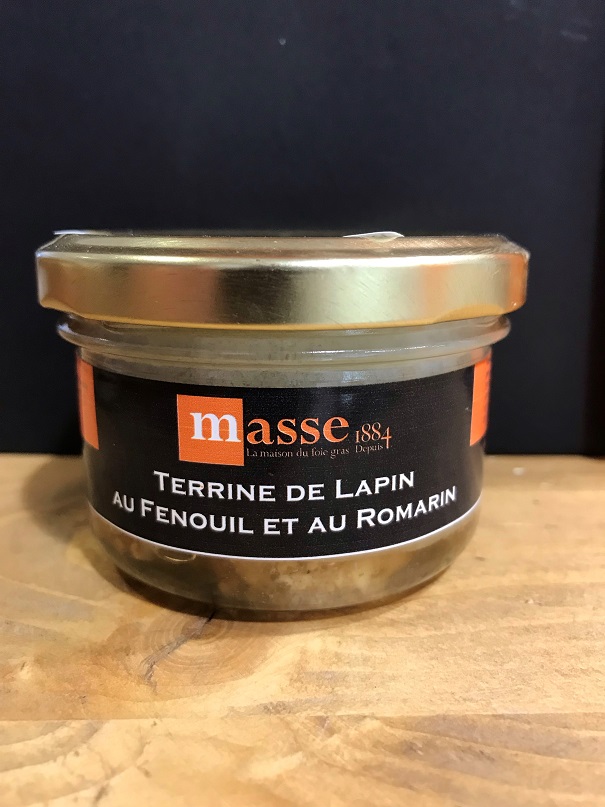 masse 1884
La maison du foie gras Depuis
TERRINE DE LAPIN
AU FENOUIL ET AU ROMARIN